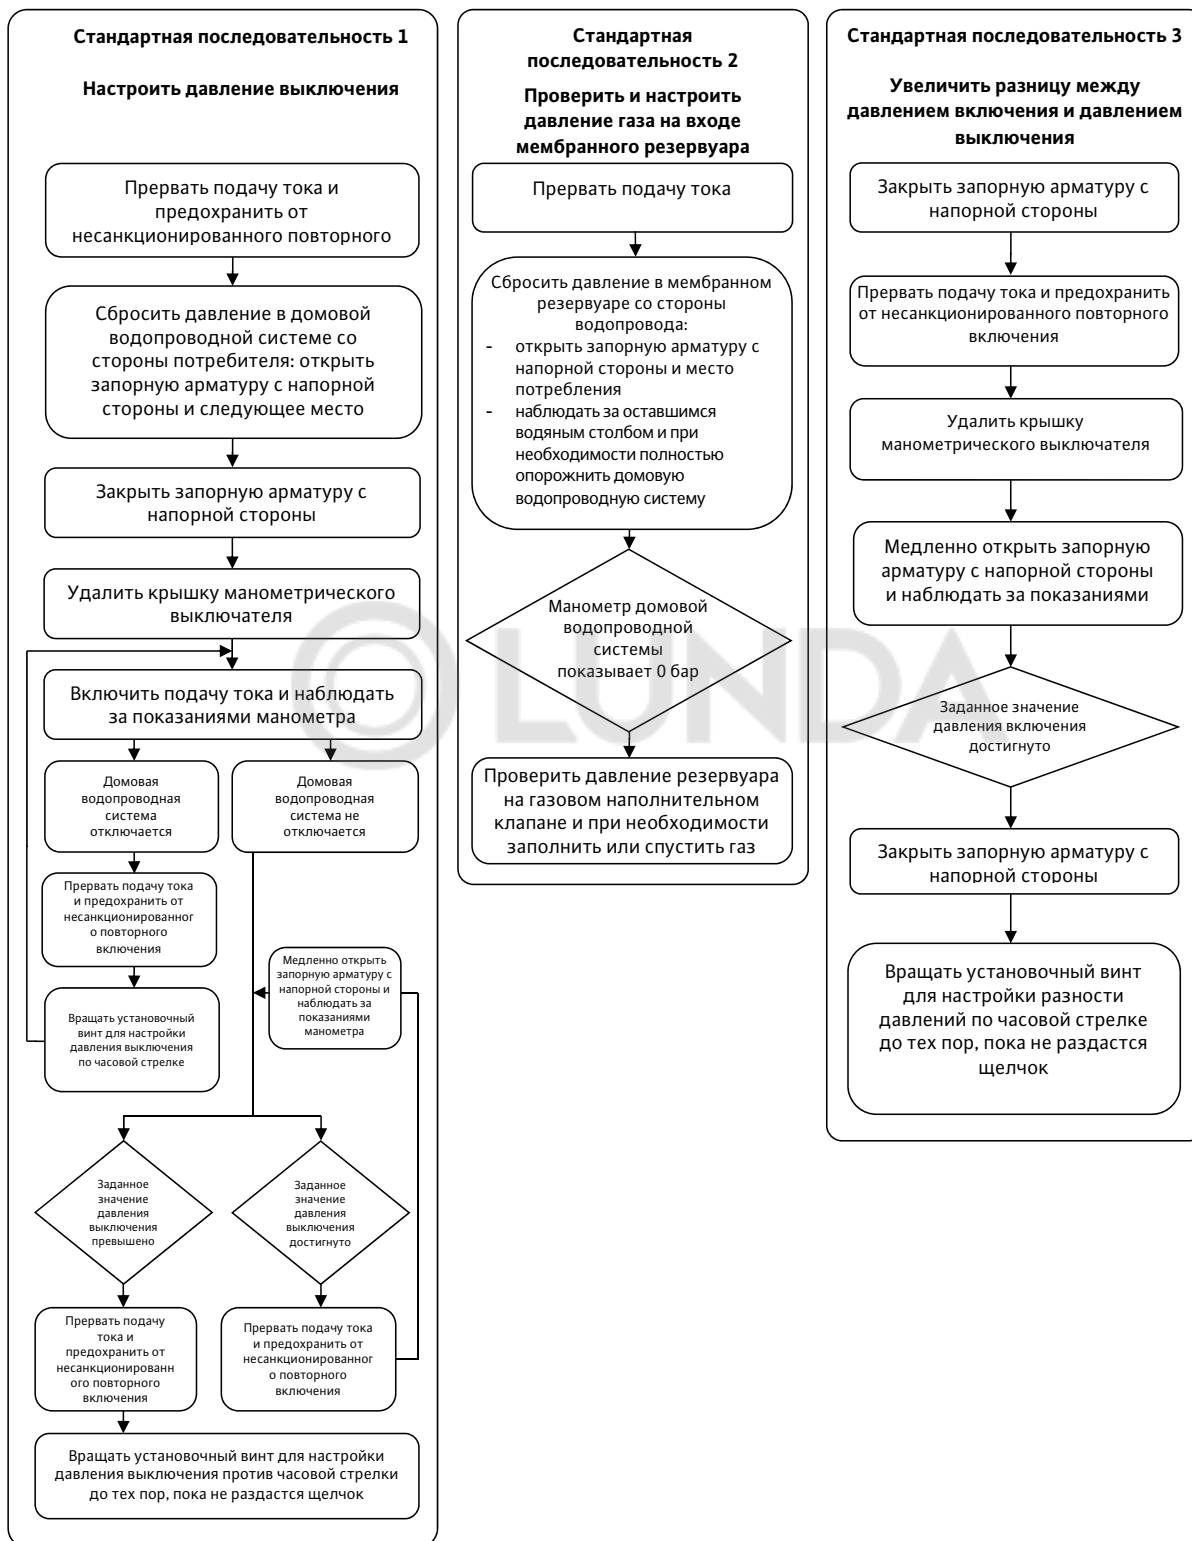 Стандартная последовательность 1
Настроить давление выключения
Прервать подачу тока и
предохранить от
несанкционированного повторного
Сбросить давление в домовой
водопроводной системе со
стороны потребителя: открыть
запорную арматуру с напорной
стороны и следующее место
Закрыть запорную арматуру с
напорной стороны
Удалить крышку манометрического
выключателя
Включить подачу тока и наблюдать
за показаниями манометра
Домовая
водопроводная
система
отключается
Домовая
водопроводная
система не
отключается
Прервать подачу тока
и предохранить от
несанкционированног
о повторного
включения
Медленно открыть
запорную арматуру с
напорной стороны и
наблюдать за
показаниями
манометра
Вращать установочный
винт для настройки
давления выключения
по часовой стрелке
Заданное
значение
давления
выключения
превышено
Заданное
значение
давления
выключения
достигнуто
Прервать подачу
тока и
предохранить от
несанкционированн
ого повторного
включения
Прервать подачу тока
и предохранить от
несанкционированног
о повторного
включения
Вращать установочный винт для настройки
давления выключения против часовой стрелки
до тех пор, пока не раздастся щелчок
Стандартная
последовательность 2
Проверить и настроить
давление газа на входе
мембранного резервуара
Прервать подачу тока
Сбросить давление в мембранном
резервуаре со стороны
водопровода:
- открыть запорную арматуру с
напорной стороны и место
потребления
- наблюдать за оставшимся
водяным столбом и при
необходимости полностью
опорожнить домовую
водопроводную систему
Манометр домовой
водопроводной
системы
показывает 0 бар
Проверить давление резервуара
на газовом наполнительном
клапане и при необходимости
заполнить или спустить газ
Стандартная последовательность 3
Увеличить разницу между
давлением включения и давлением
выключения
Закрыть запорную арматуру с
напорной стороны
Прервать подачу тока и предохранить
от несанкционированного повторного
включения
Удалить крышку
манометрического выключателя
Медленно открыть запорную
арматуру с напорной стороны
и наблюдать за показаниями
Заданное значение
давления включения
достигнуто
Закрыть запорную арматуру с
напорной стороны
Вращать установочный винт
для настройки разности
давлений по часовой стрелке
до тех пор, пока не раздастся
щелчок
LUNDA